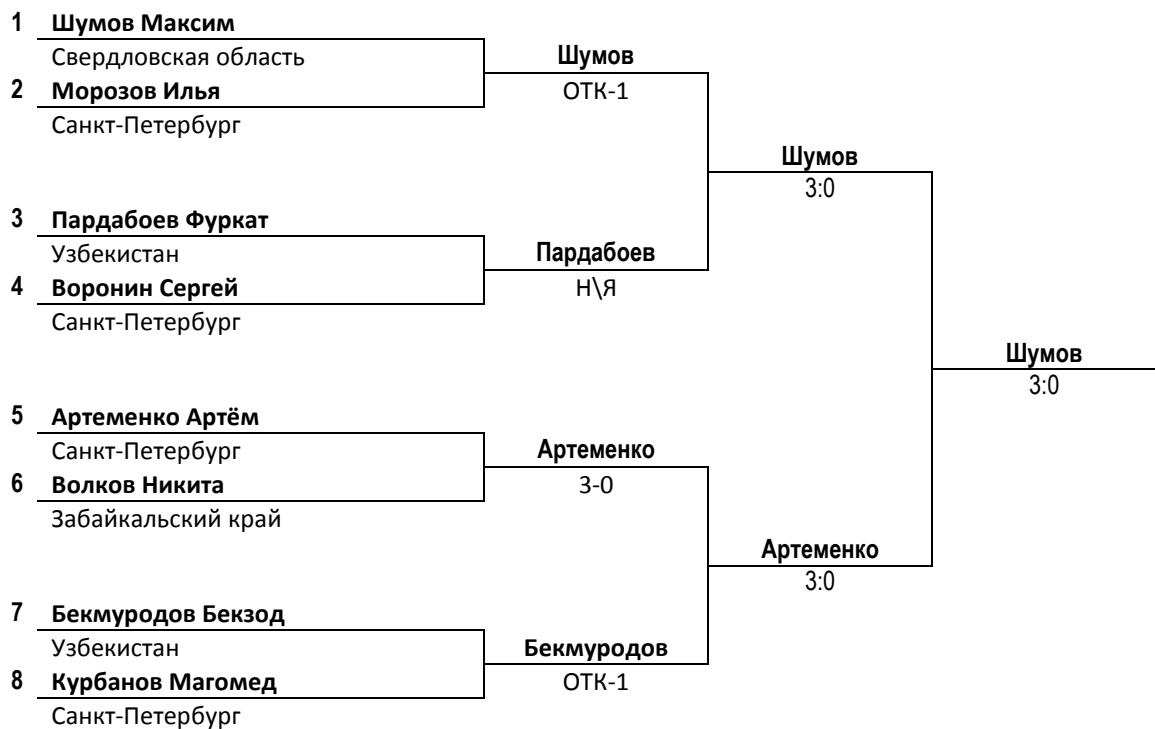 1 Шумов Максим
Свердловская область
Шумов
2 Морозов Илья
ОТК-1
Санкт-Петербург
Шумов
3:0
3 Пардабоев Фуркат
Узбекистан
Пардабоев
4 Воронин Сергей
Н\Я
Санкт-Петербург
Шумов
3:0
5 Артеменко Артём
Санкт-Петербург
Артеменко
6 Волков Никита
3-0
Забайкальский край
Артеменко
3:0
7 Бекмуродов Бекзод
Узбекистан
Бекмуродов
8 Курбанов Магомед
ОТК-1
Санкт-Петербург